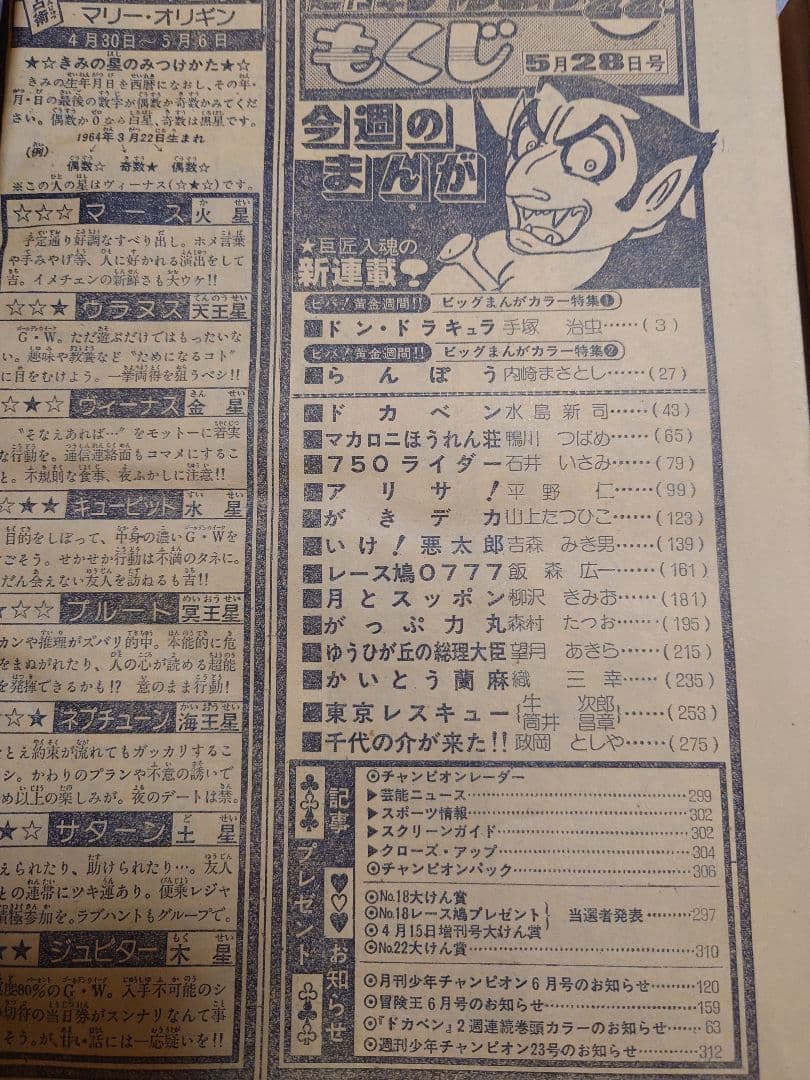 占
術
マリー・オリギン
4月30日～5月6日
★☆きみの星のみつけかた★☆
きみの生年月日を西暦になおし、その年・
月・日の最後の数字が偶数か奇数かみてくだ
さい。偶数か0なら白星、奇数は黒星です。
1964年3月22日生まれ
(例)
偶数☆ 奇数★ 偶数☆
※この人の星はヴィーナス(☆★☆)です。
☆☆☆ マース 火星
予定通り好調なすべり出し。ホメ言葉
や手みやげ等、人に好かれる演出をして
吉。イメチェンの新鮮さも大ウケ!!
☆☆★ ウラヌス 天王星
G・W。ただ遊ぶだけではもったいな
い。趣味や教養など〝ためになるコト〟
に目をむけよう。一挙両得を狙うベシ!!
☆★☆ ヴィーナス 金星
〝そなえあれば…〟をモットーに着実
な行動を。通信連絡面もコマメにするこ
と。不規則な食事、夜ふかしに注意!!
☆★★ キューピット 水星
目的をしぼって、中身の濃いG・Wを
ごそう。せかせか行動は不満のタネに。
だん会えない友人を訪ねるも吉!!
☆☆ プルート 冥王星
カンや推理がズバリ的中。本能的に危
をまぬがれたり、人の心が読める超能
を発揮できるかも!? 意のまま行動!
☆★ ネプチューン 海王星
とえ約束が流れてもガッカリするこ
シ。かわりのプランや不意の誘いで
め以上の楽しみが。夜のデートは禁。
★☆ サターン 土星
えられたり、助けられたり…。友人
との連帯にツキ運あり。便乗レジャ
積極参加を。ラブハントもグループで。
★★ ジュピター 木星
度80%のG・W。入手不可能のシ
切符の当日券がスンナリなんて事
そう。が、甘い話には一応疑いを!!
もくじ
5月28日号
今週の
まんが
★巨匠入魂の
新連載!
ビバ!黄金週間!! ビッグまんがカラー特集❶
ドン・ドラキュラ 手塚 治虫……(3)
ビバ!黄金週間!! ビッグまんがカラー特集❷
らんぽう 内崎まさとし……(27)
ドカベン 水島新司……(43)
マカロニほうれん荘 鴨川 つばめ……(65)
750ライダー 石井 いさみ……(79)
アリサ! 平野 仁……(99)
がきデカ 山上たつひこ……(123)
いけ!悪太郎 吉森 みき男……(139)
レース鳩0777 飯森 広一……(161)
月とスッポン 柳沢 きみお……(181)
がっぷ力丸 森村 たつお……(195)
ゆうひが丘の総理大臣 望月 あきら……(215)
かいとう蘭麻 織 三幸……(235)
東京レスキュー {牛 次郎 筒井 昌章}……(253)
千代の介が来た!! 政岡 としや……(275)
記事
プレゼント
お知らせ
◎チャンピオンレーダー
▶芸能ニュース……299
▶スポーツ情報……302
▶スクリーンガイド……302
▶クローズ・アップ……304
◎チャンピオンパック……306
◎No.18大けん賞
◎No.18レース鳩プレゼント
◎4月15日増刊号大けん賞
当選者発表……297
◎No.22大けん賞……310
◎月刊少年チャンピオン6月号のお知らせ……120
◎冒険王6月号のお知らせ……159
◎『ドカベン』2週連続巻頭カラーのお知らせ……63
◎週刊少年チャンピオン23号のお知らせ……312